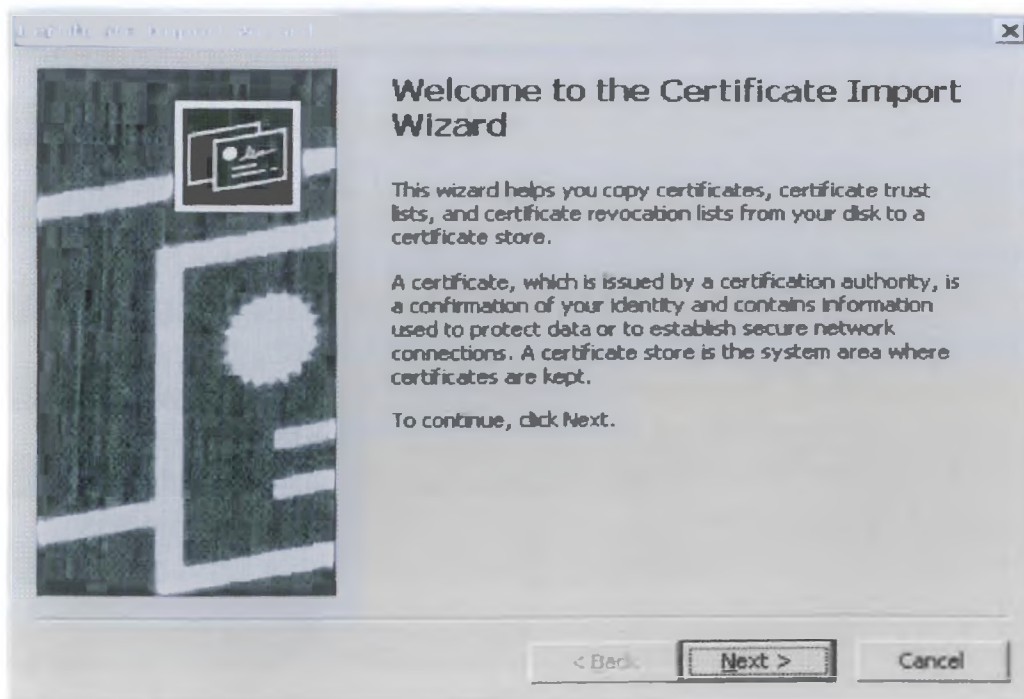 Welcome to the Certificate Import
Wizard
This wizard helps you copy certificates, certificate trust
lists, and certificate revocation lists from your disk to a
certificate store.
A certificate, which is issued by a certification authority, is
a confirmation of your identity and contains information
used to protect data or to establish secure network
connections. A certificate store is the system area where
certificates are kept.
To continue, click Next.
< Back
Next >
Cancel